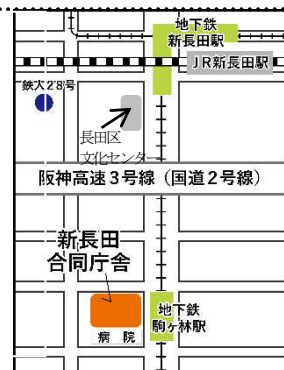 地下鉄
新長田駅
JR新長田駅
鉄人28号
長田区
文化センター
阪神高速3号線（国道2号線）
新長田
合同庁舎
地下鉄
駒ヶ林駅
病 院